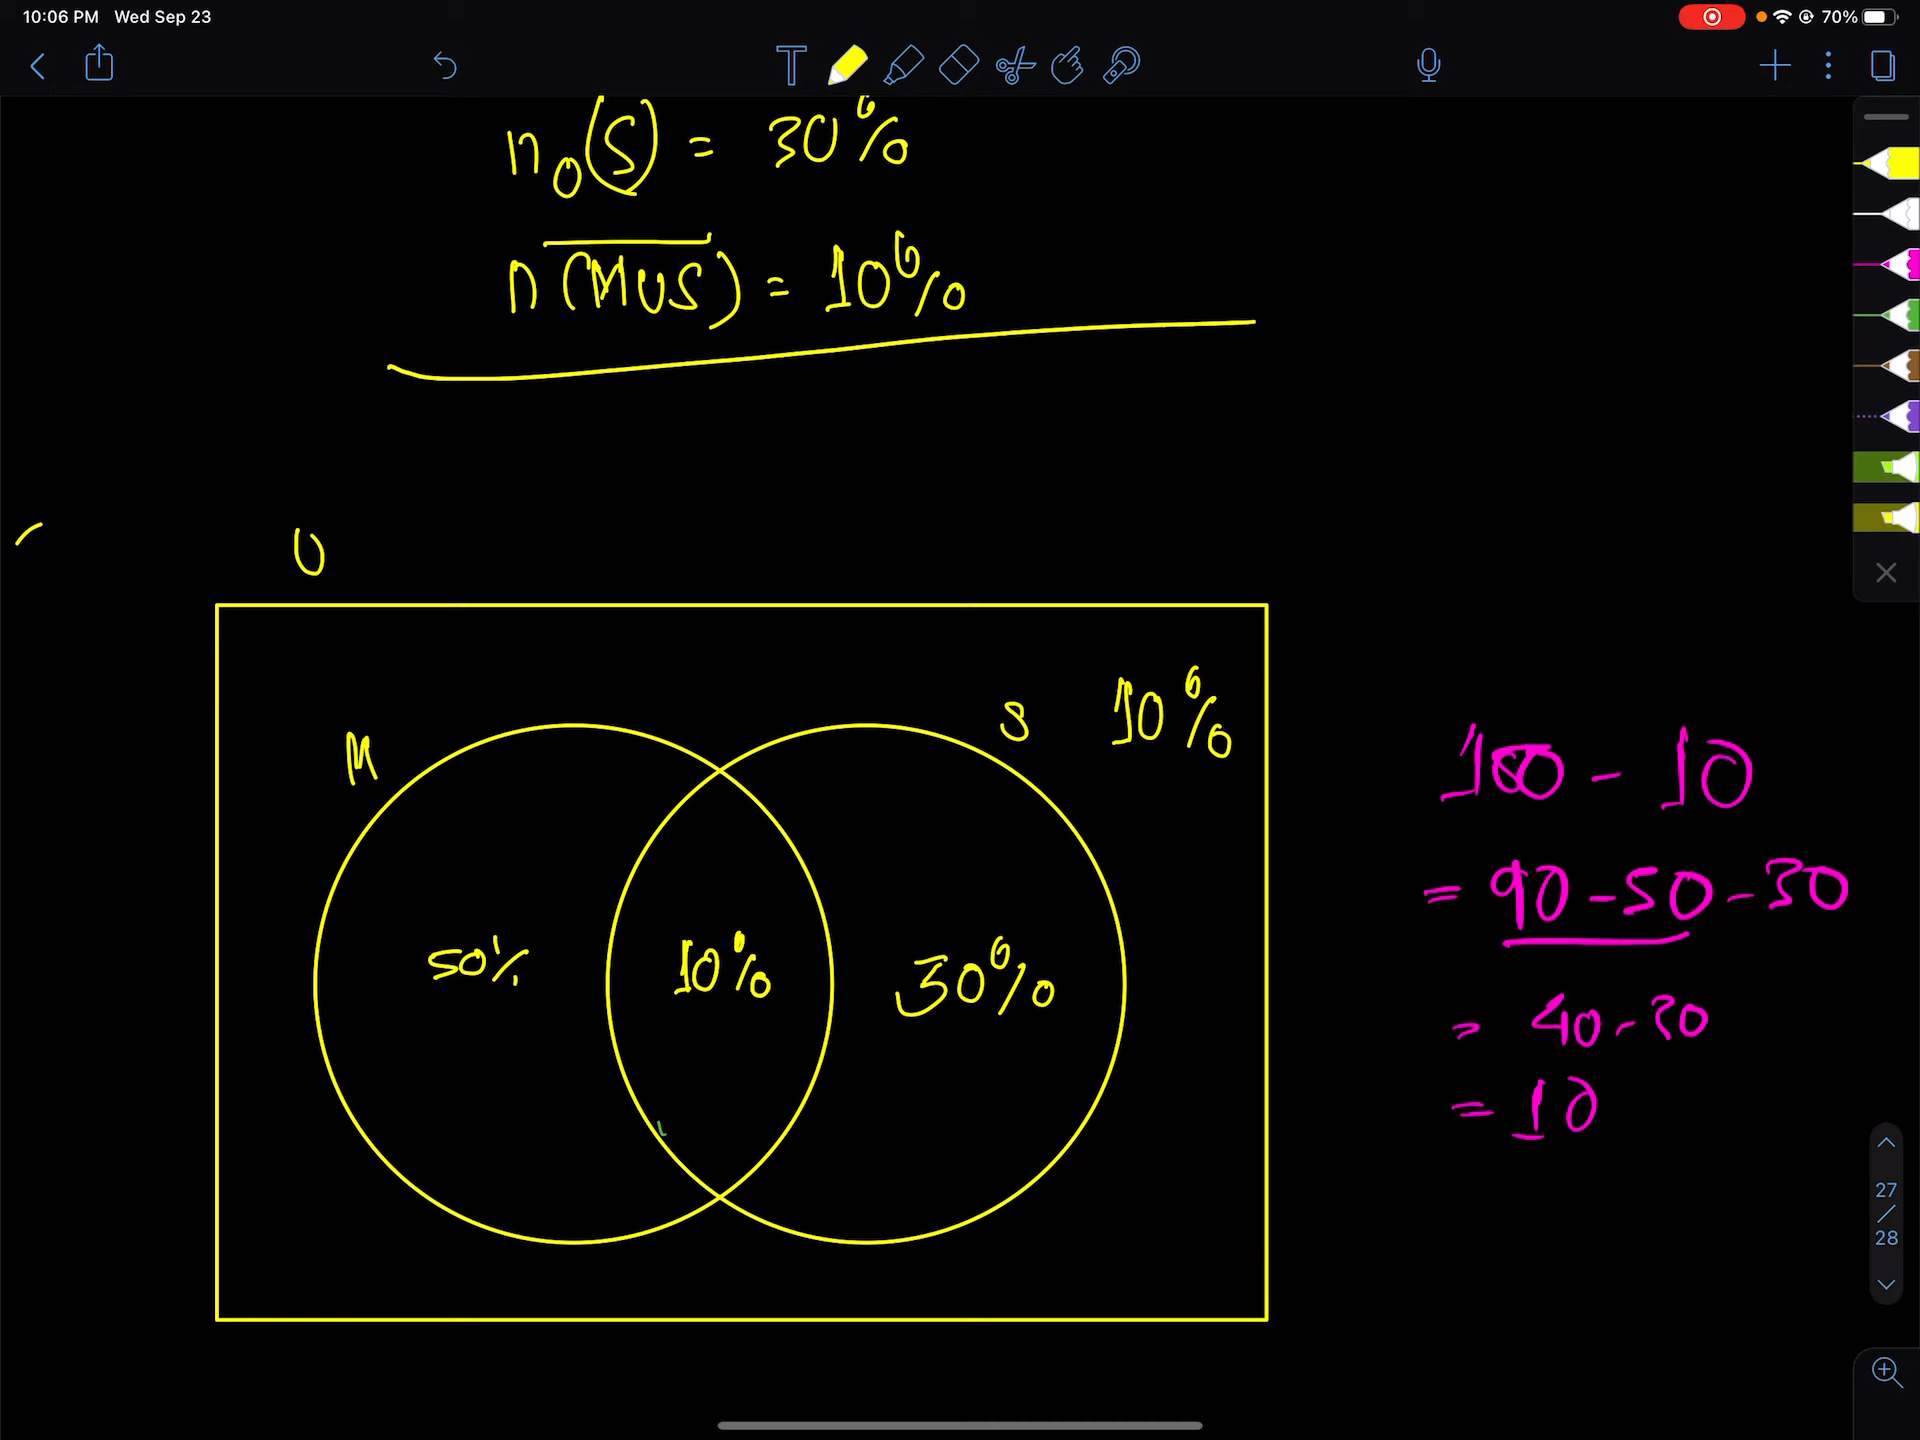 10:06 PM Wed Sep 23
70%
T
n₀(S) = 30%
n(M∪S)̅ = 10%
U
M
S 10%
50%
10%
30%
100 - 10
= 90 - 50 - 30
= 40 - 30
= 10
27
/
28